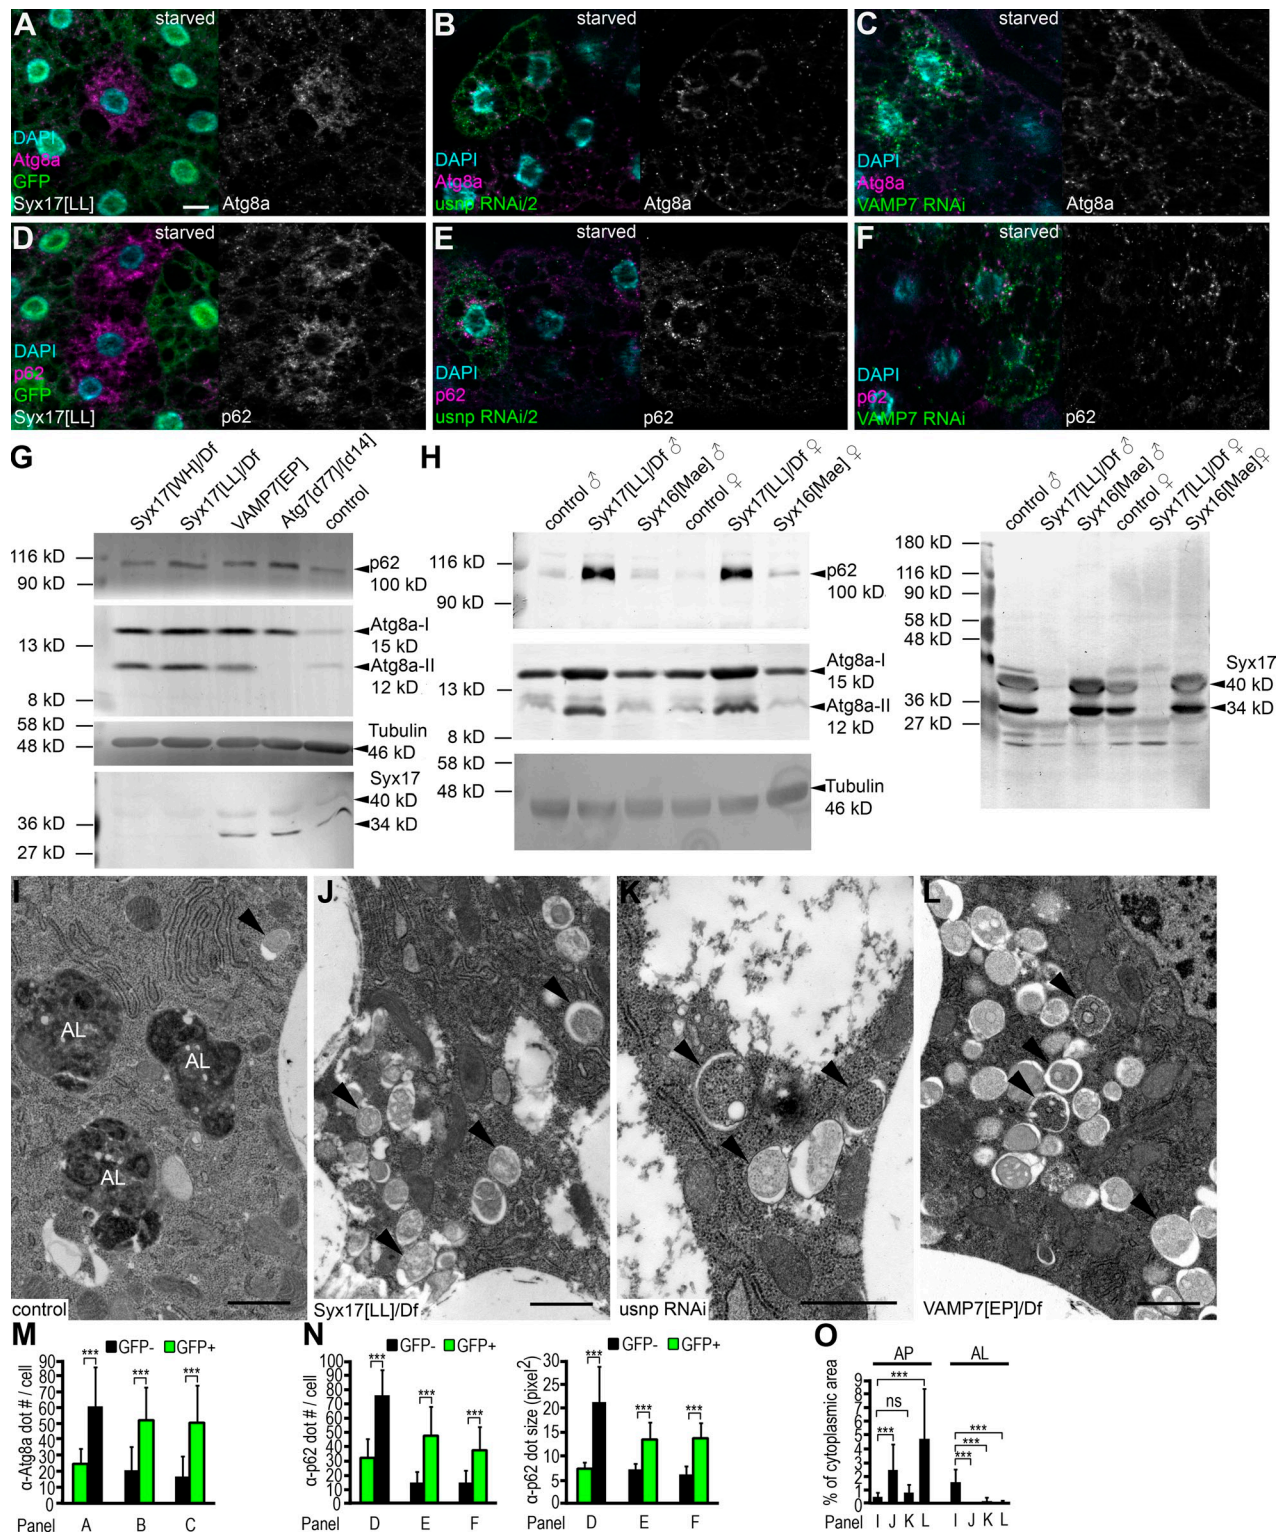 A
starved
DAPI
Atg8a
GFP
Syx17[LL]
Atg8a
B
starved
DAPI
Atg8a
usnp RNAi/2
Atg8a
C
starved
DAPI
Atg8a
VAMP7 RNAi
Atg8a
D
starved
DAPI
p62
GFP
Syx17[LL]
p62
E
starved
DAPI
p62
usnp RNAi/2
p62
F
starved
DAPI
p62
VAMP7 RNAi
p62
G
Syx17[WH]/Df
Syx17[LL]/Df
VAMP7[EP]
Atg7[d77]/[d14]
control
116 kD
90 kD
p62
100 kD
13 kD
8 kD
Atg8a-I
15 kD
Atg8a-II
12 kD
58 kD
48 kD
Tubulin
46 kD
36 kD
27 kD
Syx17
40 kD
34 kD
H
control ♂
Syx17[LL]/Df ♂
Syx16[Mae] ♂
control ♀
Syx17[LL]/Df ♀
Syx16[Mae] ♀
116 kD
90 kD
p62
100 kD
13 kD
8 kD
Atg8a-I
15 kD
Atg8a-II
12 kD
58 kD
48 kD
Tubulin
46 kD
control ♂
Syx17[LL]/Df ♂
Syx16[Mae] ♂
control ♀
Syx17[LL]/Df ♀
Syx16[Mae] ♀
180 kD
116 kD
90 kD
58 kD
48 kD
36 kD
27 kD
Syx17
40 kD
34 kD
I
AL
AL
AL
control
J
Syx17[LL]/Df
K
usnp RNAi
L
VAMP7[EP]/Df
M
GFP- GFP+
α-Atg8a dot # / cell
90
80
70
60
50
40
30
20
10
0
*** *** ***
Panel A B C
N
GFP- GFP+
α-p62 dot # / cell
100
90
80
70
60
50
40
30
20
10
0
*** *** ***
Panel D E F
GFP- GFP+
α-p62 dot size (pixel²)
30
25
20
15
10
5
0
*** *** ***
Panel D E F
O
AP AL
% of cytoplasmic area
9
8
7
6
5
4
3
2
1
0
***
ns
***
***
***
***
Panel I J K L I J K L